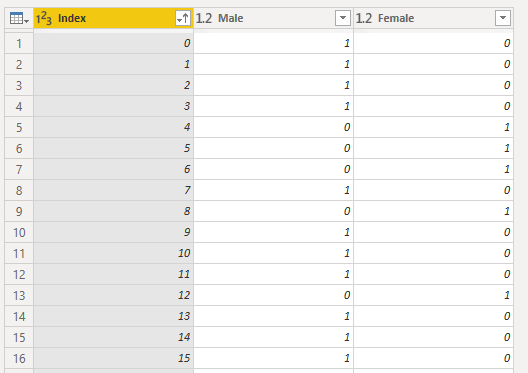 1²3 Index 1.2 Male 1.2 Female
1 0 1 0
2 1 1 0
3 2 1 0
4 3 1 0
5 4 0 1
6 5 0 1
7 6 0 1
8 7 1 0
9 8 0 1
10 9 1 0
11 10 1 0
12 11 1 0
13 12 0 1
14 13 1 0
15 14 1 0
16 15 1 0